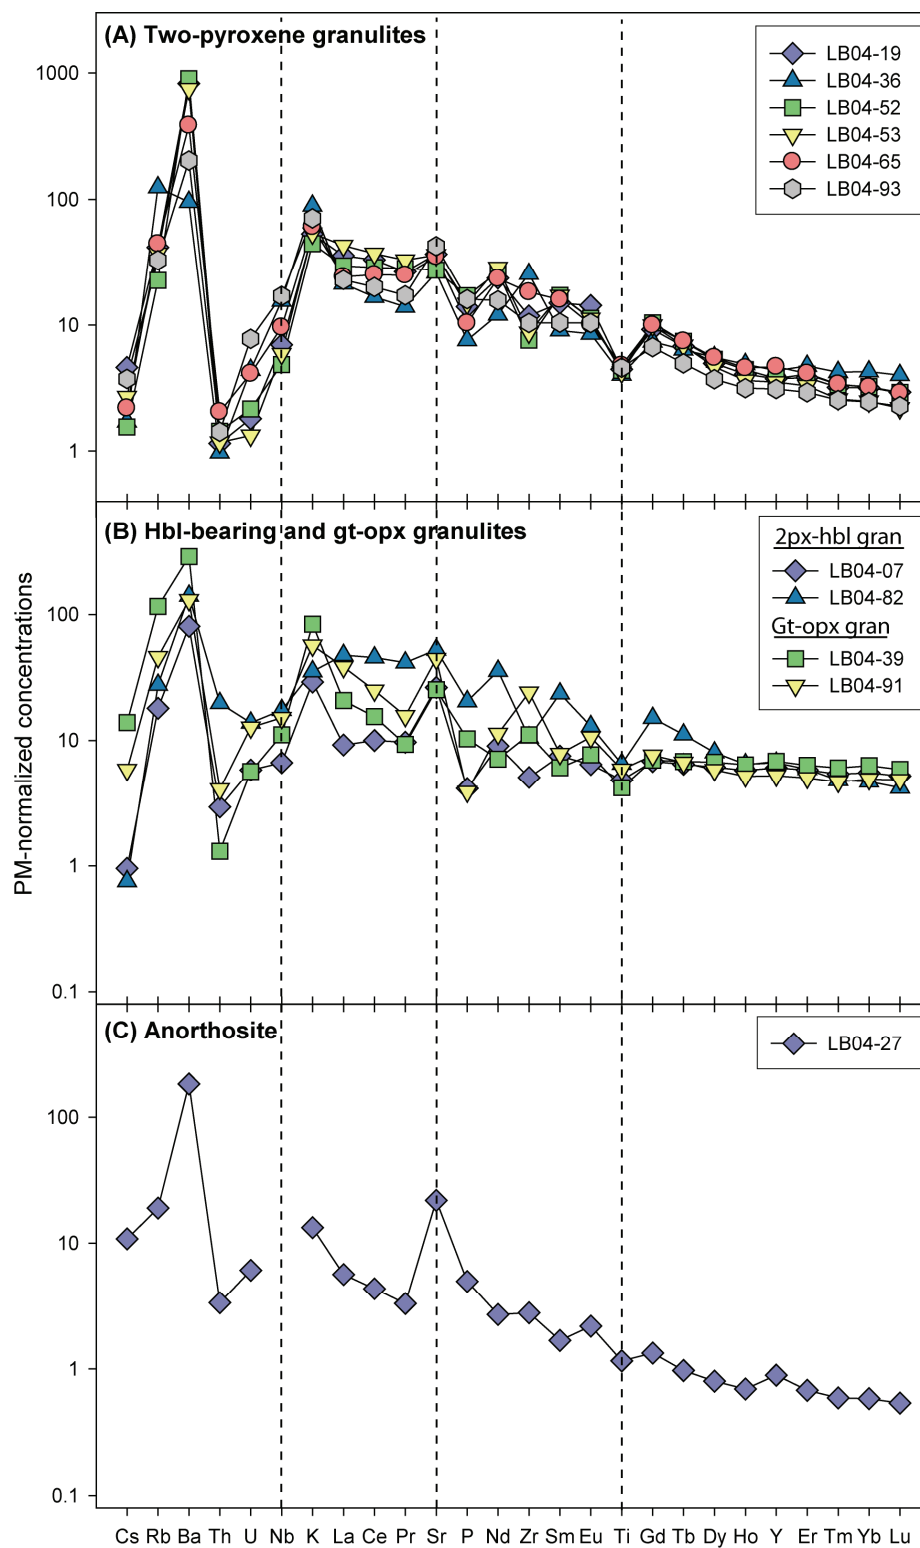 (A) Two-pyroxene granulites
LB04-19
LB04-36
LB04-52
LB04-53
LB04-65
LB04-93
1000
100
10
1
(B) Hbl-bearing and gt-opx granulites
2px-hbl gran
LB04-07
LB04-82
Gt-opx gran
LB04-39
LB04-91
PM-normalized concentrations
100
10
1
0.1
(C) Anorthosite
LB04-27
100
10
1
0.1
Cs Rb Ba Th U Nb K La Ce Pr Sr P Nd Zr Sm Eu Ti Gd Tb Dy Ho Y Er Tm Yb Lu